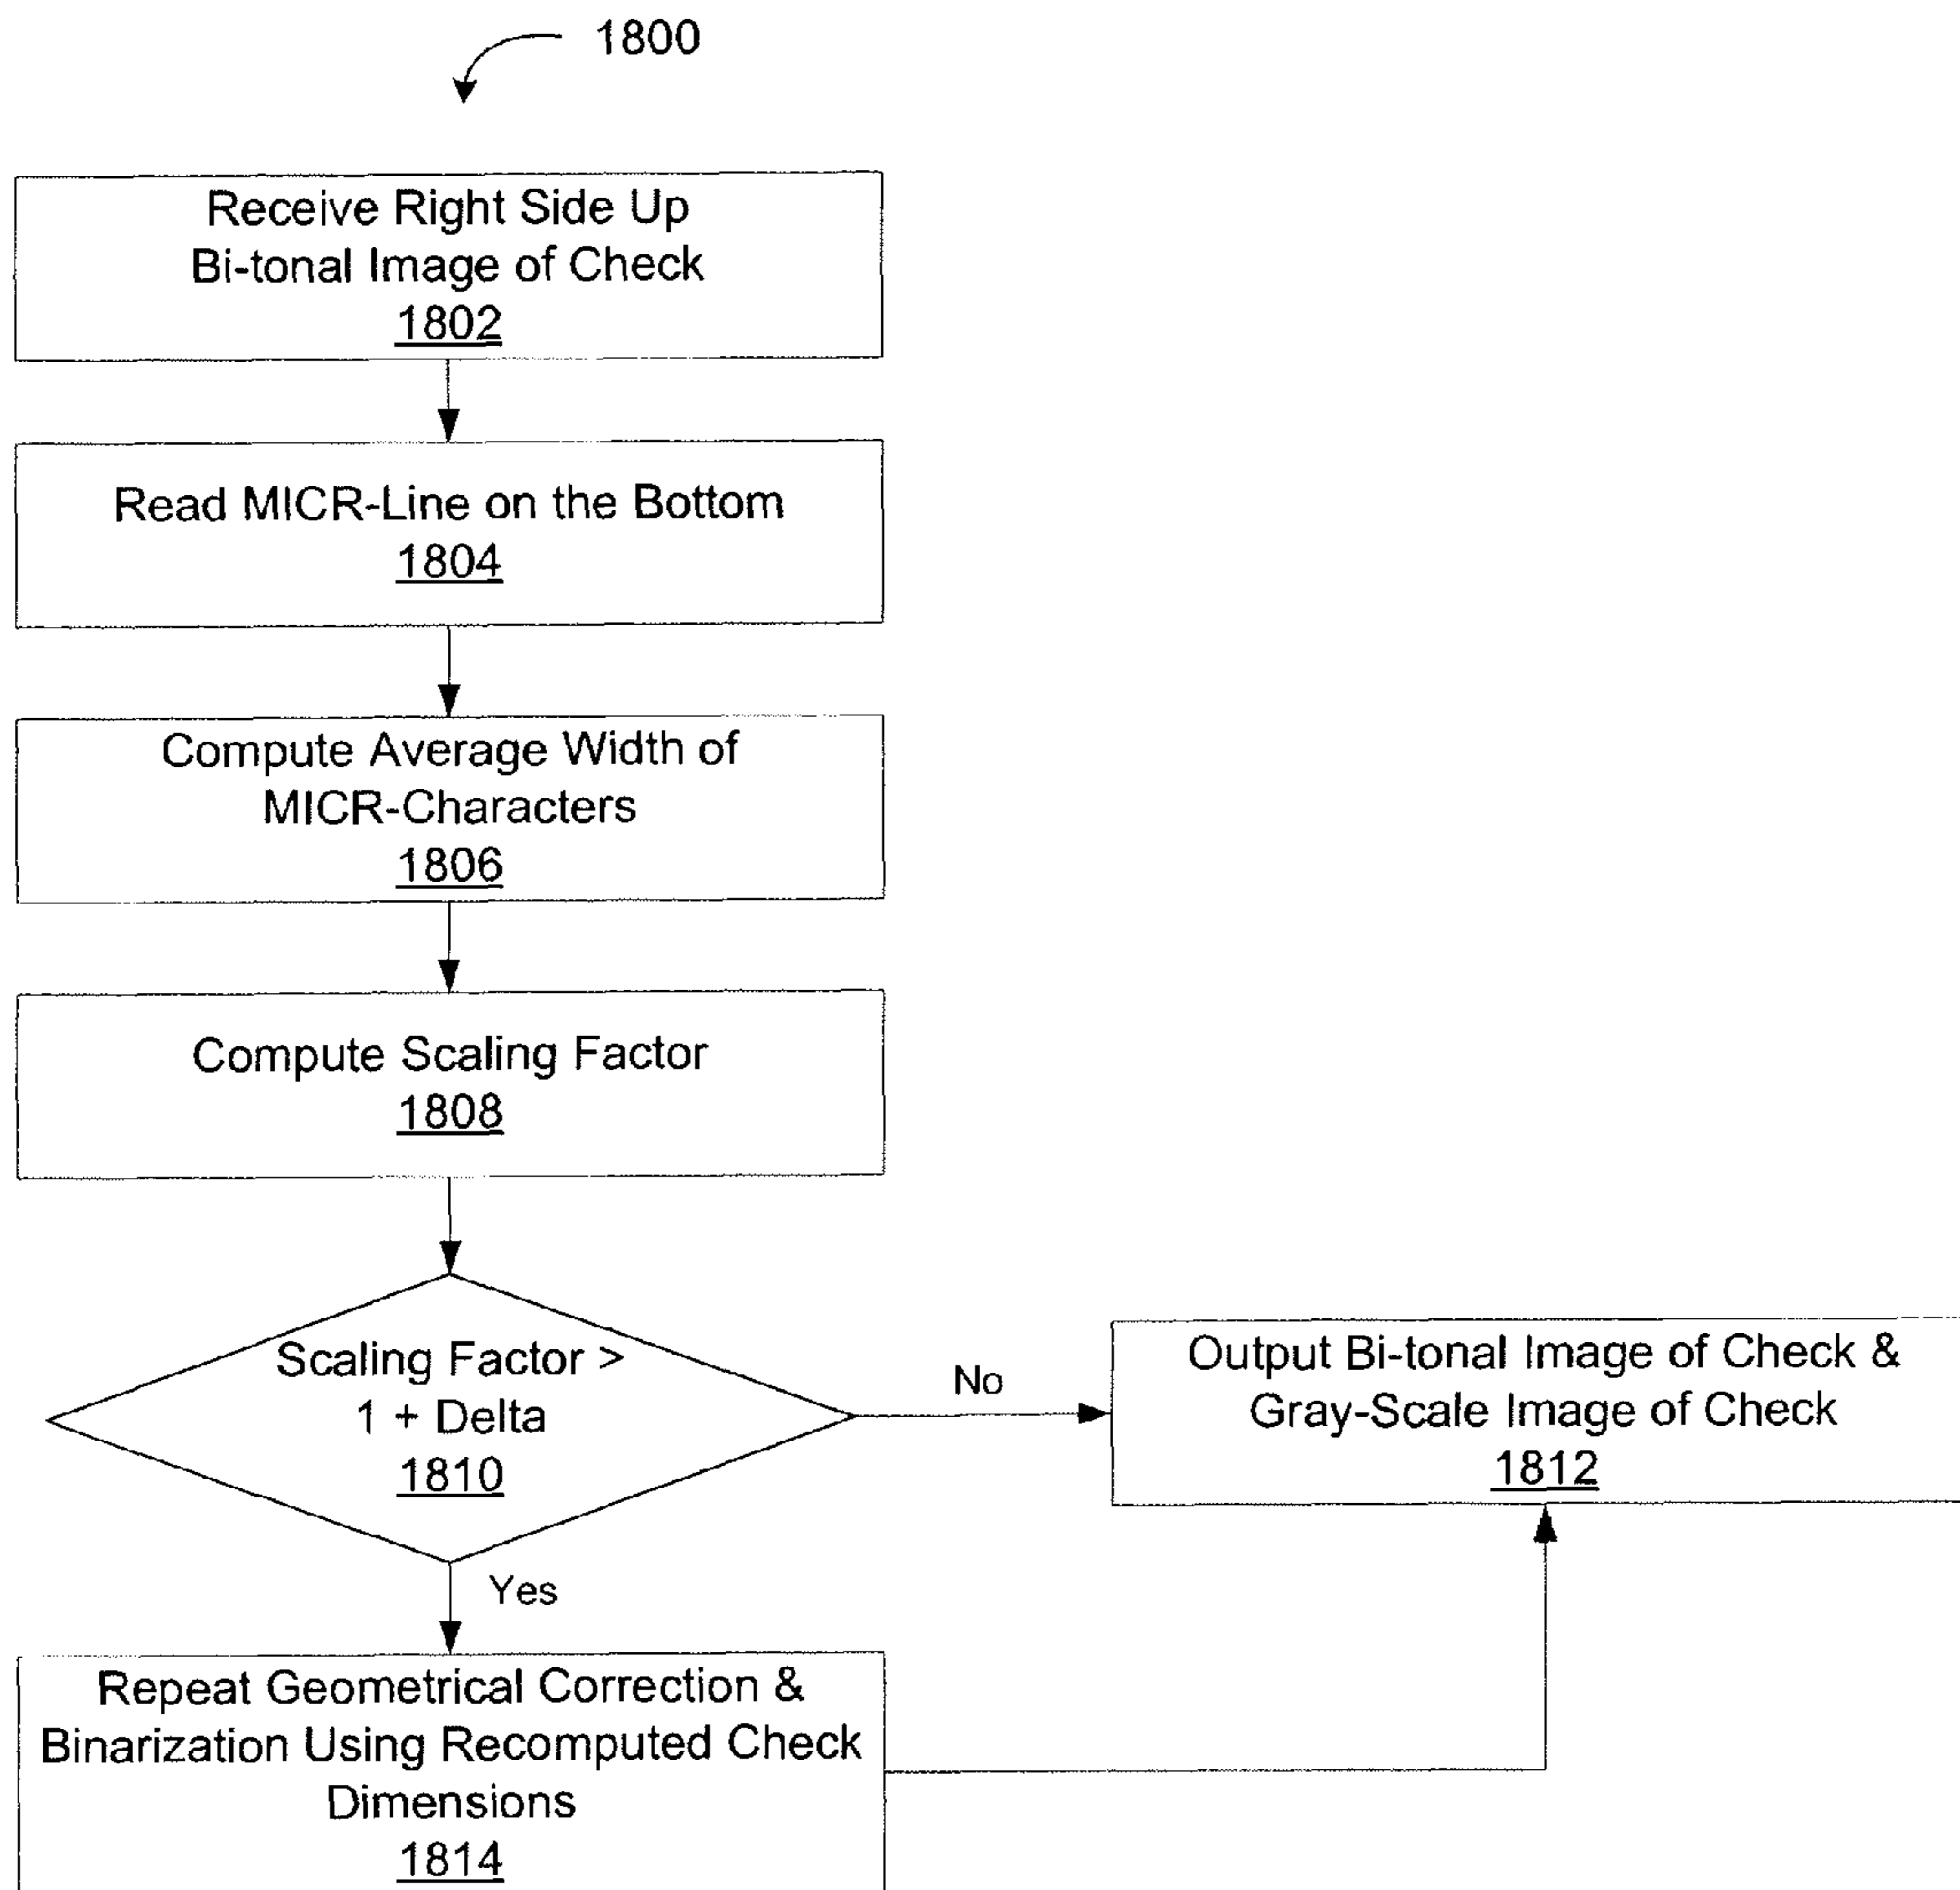 1800
Receive Right Side Up
Bi-tonal Image of Check
1802
Read MICR-Line on the Bottom
1804
Compute Average Width of
MICR-Characters
1806
Compute Scaling Factor
1808
Scaling Factor >
1 + Delta
1810
No
Output Bi-tonal Image of Check &
Gray-Scale Image of Check
1812
Yes
Repeat Geometrical Correction &
Binarization Using Recomputed Check
Dimensions
1814